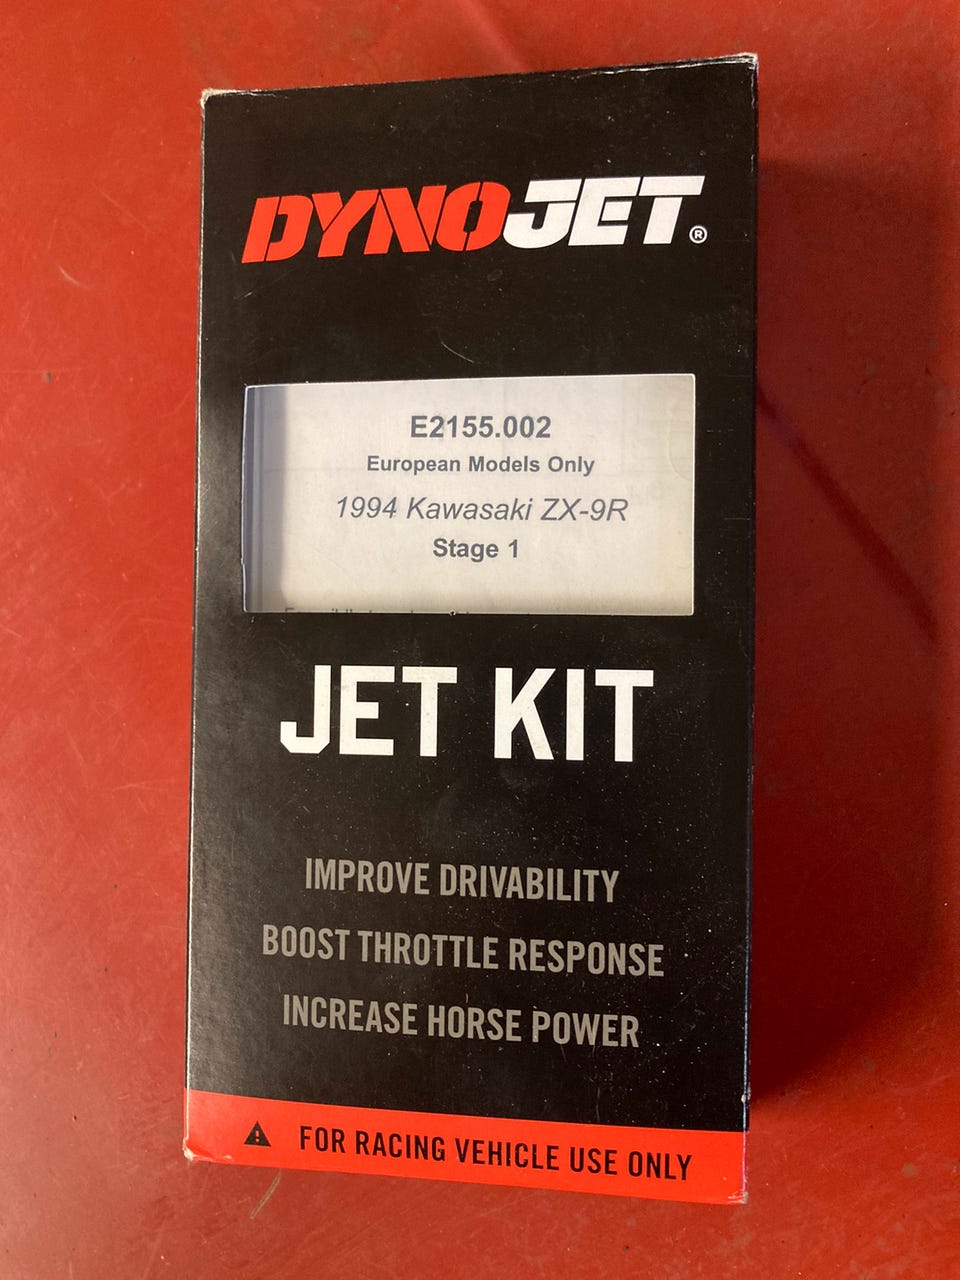 DYNOJET®
E2155.002
European Models Only
1994 Kawasaki ZX-9R
Stage 1
JET KIT
IMPROVE DRIVABILITY
BOOST THROTTLE RESPONSE
INCREASE HORSE POWER
FOR RACING VEHICLE USE ONLY